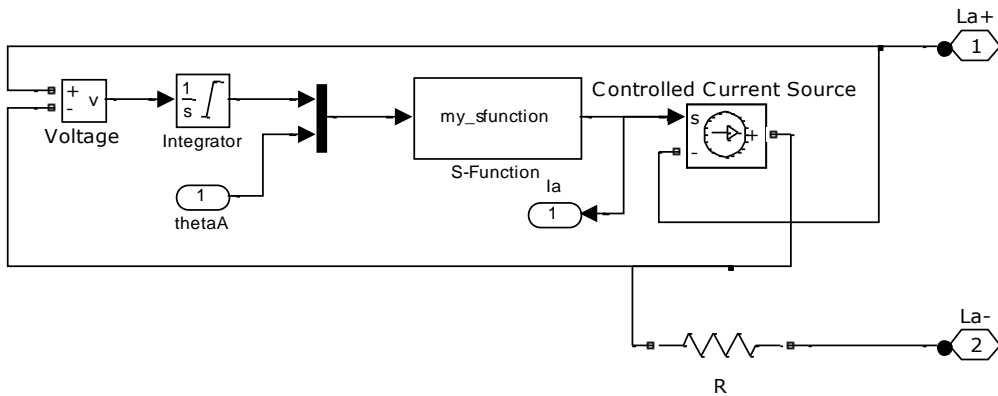 La+
1
+
-
v
Voltage
1
s
Integrator
my_sfunction
S-Function
Controlled Current Source
s
+
-
1
thetaA
Ia
1
La-
2
R